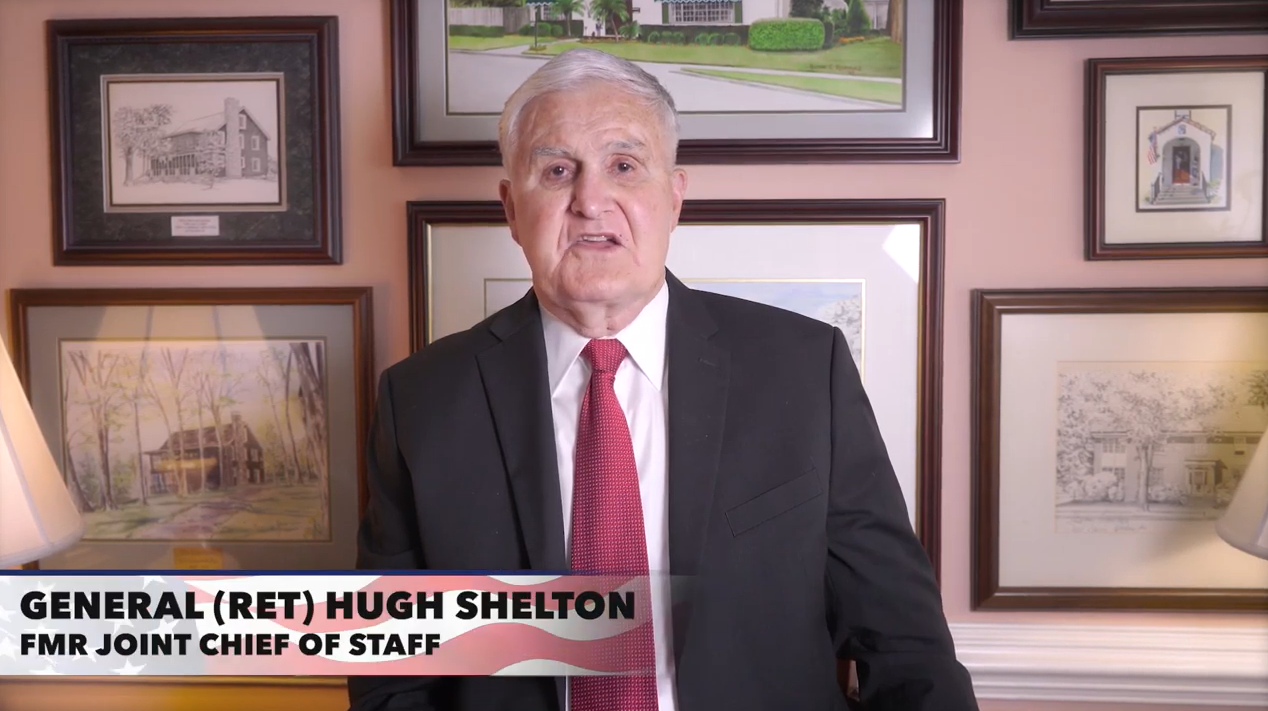 GENERAL (RET) HUGH SHELTON
FMR JOINT CHIEF OF STAFF